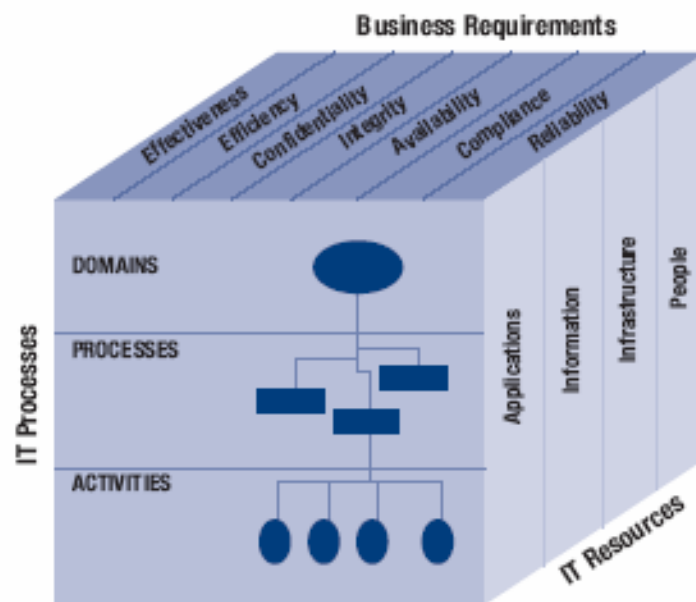 Business Requirements
Effectiveness
Efficiency
Confidentiality
Integrity
Availability
Compliance
Reliability
IT Processes
DOMAINS
PROCESSES
ACTIVITIES
Applications
Information
Infrastructure
People
IT Resources